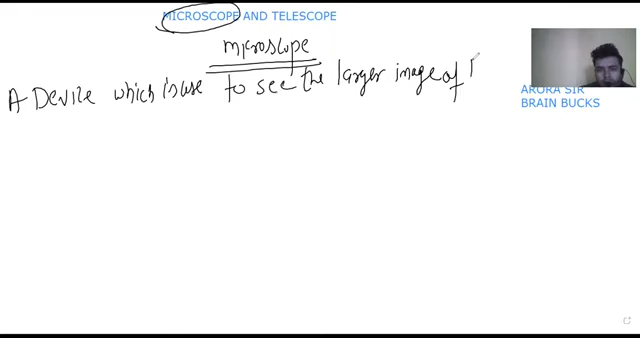 MICROSCOPE AND TELESCOPE
microscope
A Device which is use to see the larger image of
ARORA SIR
BRAIN BUCKS